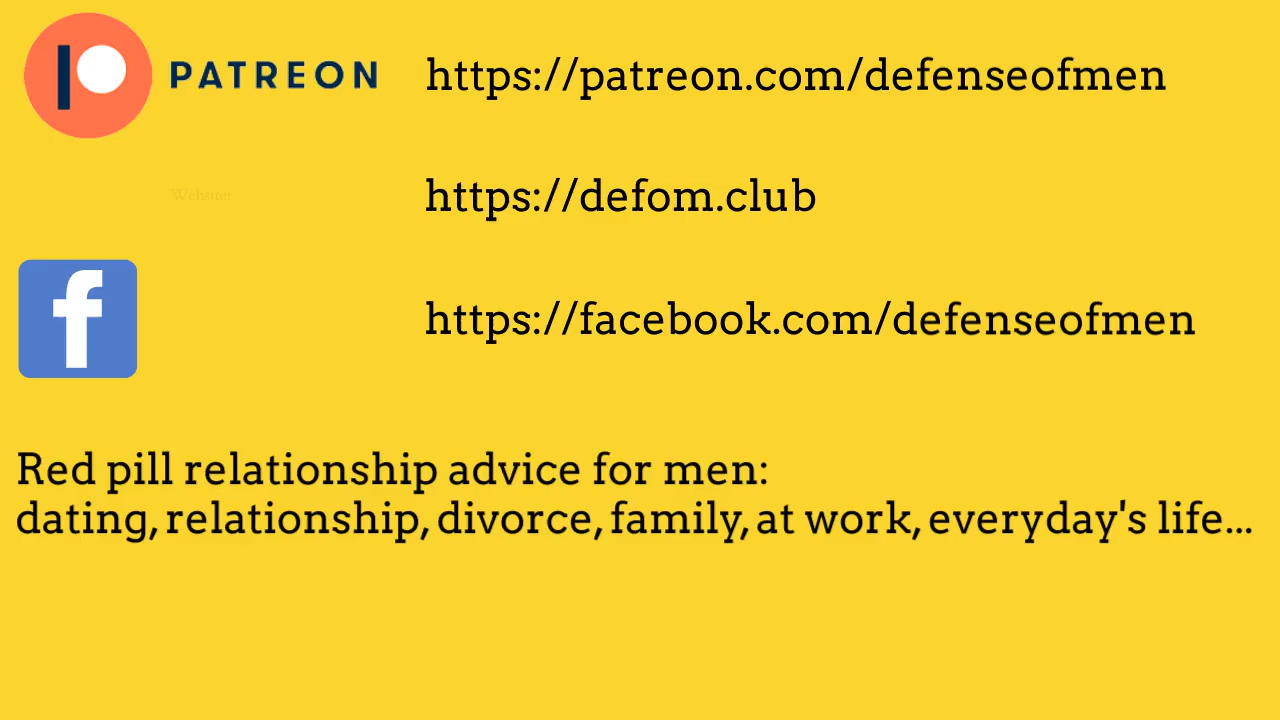 PATREON https://patreon.com/defenseofmen
https://defom.club
https://facebook.com/defenseofmen
Red pill relationship advice for men:
dating, relationship, divorce, family, at work, everyday's life...